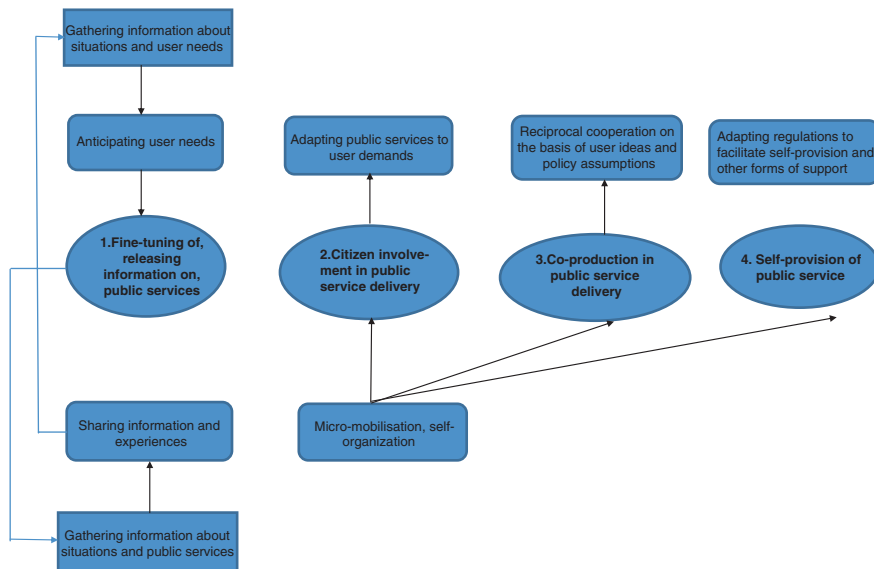 Gathering information about
situations and user needs
Anticipating user needs
1.Fine-tuning of,
releasing
information on,
public services
Sharing information and
experiences
Gathering information about
situations and public services
Adapting public services to
user demands
2.Citizen involve-
ment in public
service delivery
Micro-mobilisation, self-
organization
Reciprocal cooperation on
the basis of user ideas and
policy assumptions
3.Co-production in
public service
delivery
Adapting regulations to
facilitate self-provision and
other forms of support
4. Self-provision of
public service